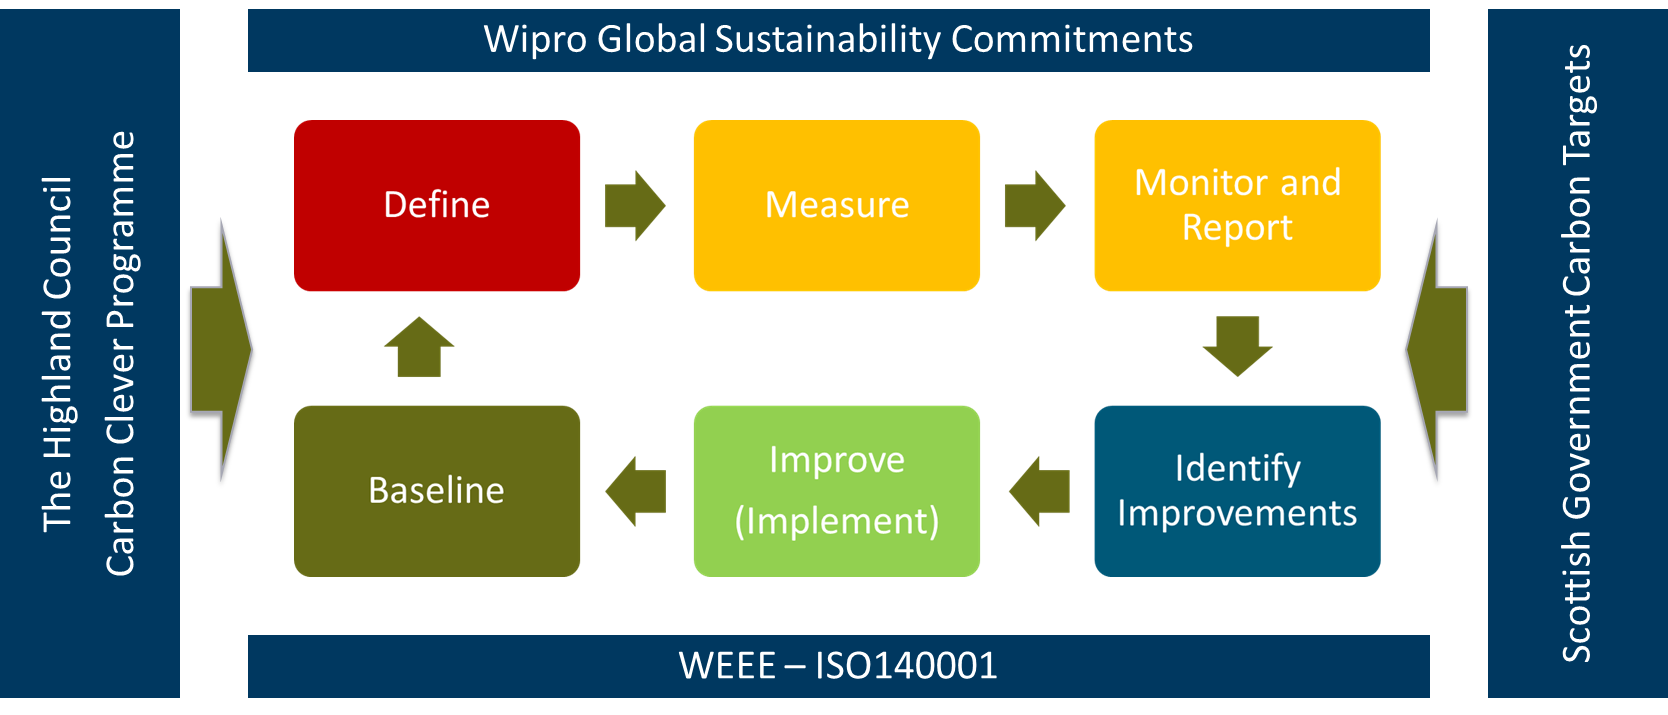 Wipro Global Sustainability Commitments
The Highland Council
Carbon Clever Programme
Define
Measure
Monitor and
Report
Baseline
Improve
(Implement)
Identify
Improvements
Scottish Government Carbon Targets
WEEE – ISO140001